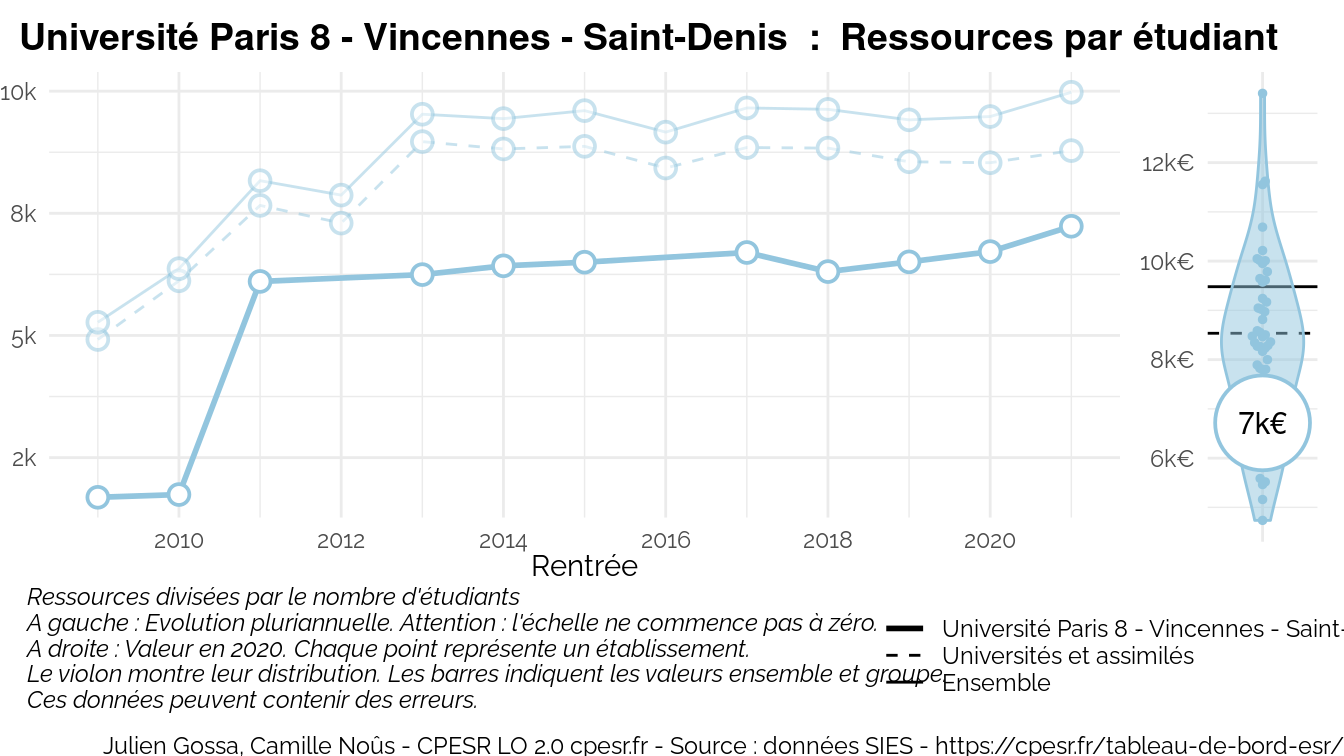 Université Paris 8 - Vincennes - Saint-Denis : Ressources par étudiant
10k
8k
5k
2k
2010 2012 2014 2016 2018 2020
Rentrée
12k€
10k€
8k€
7k€
6k€
Ressources divisées par le nombre d'étudiants
A gauche : Evolution pluriannuelle. Attention : l'échelle ne commence pas à zéro.
A droite : Valeur en 2020. Chaque point représente un établissement.
Le violon montre leur distribution. Les barres indiquent les valeurs ensemble et groupe.
Ces données peuvent contenir des erreurs.
Université Paris 8 - Vincennes - Saint-
Universités et assimilés
Ensemble
Julien Gossa, Camille Noûs - CPESR LO 2.0 cpesr.fr - Source : données SIES - https://cpesr.fr/tableau-de-bord-esr/